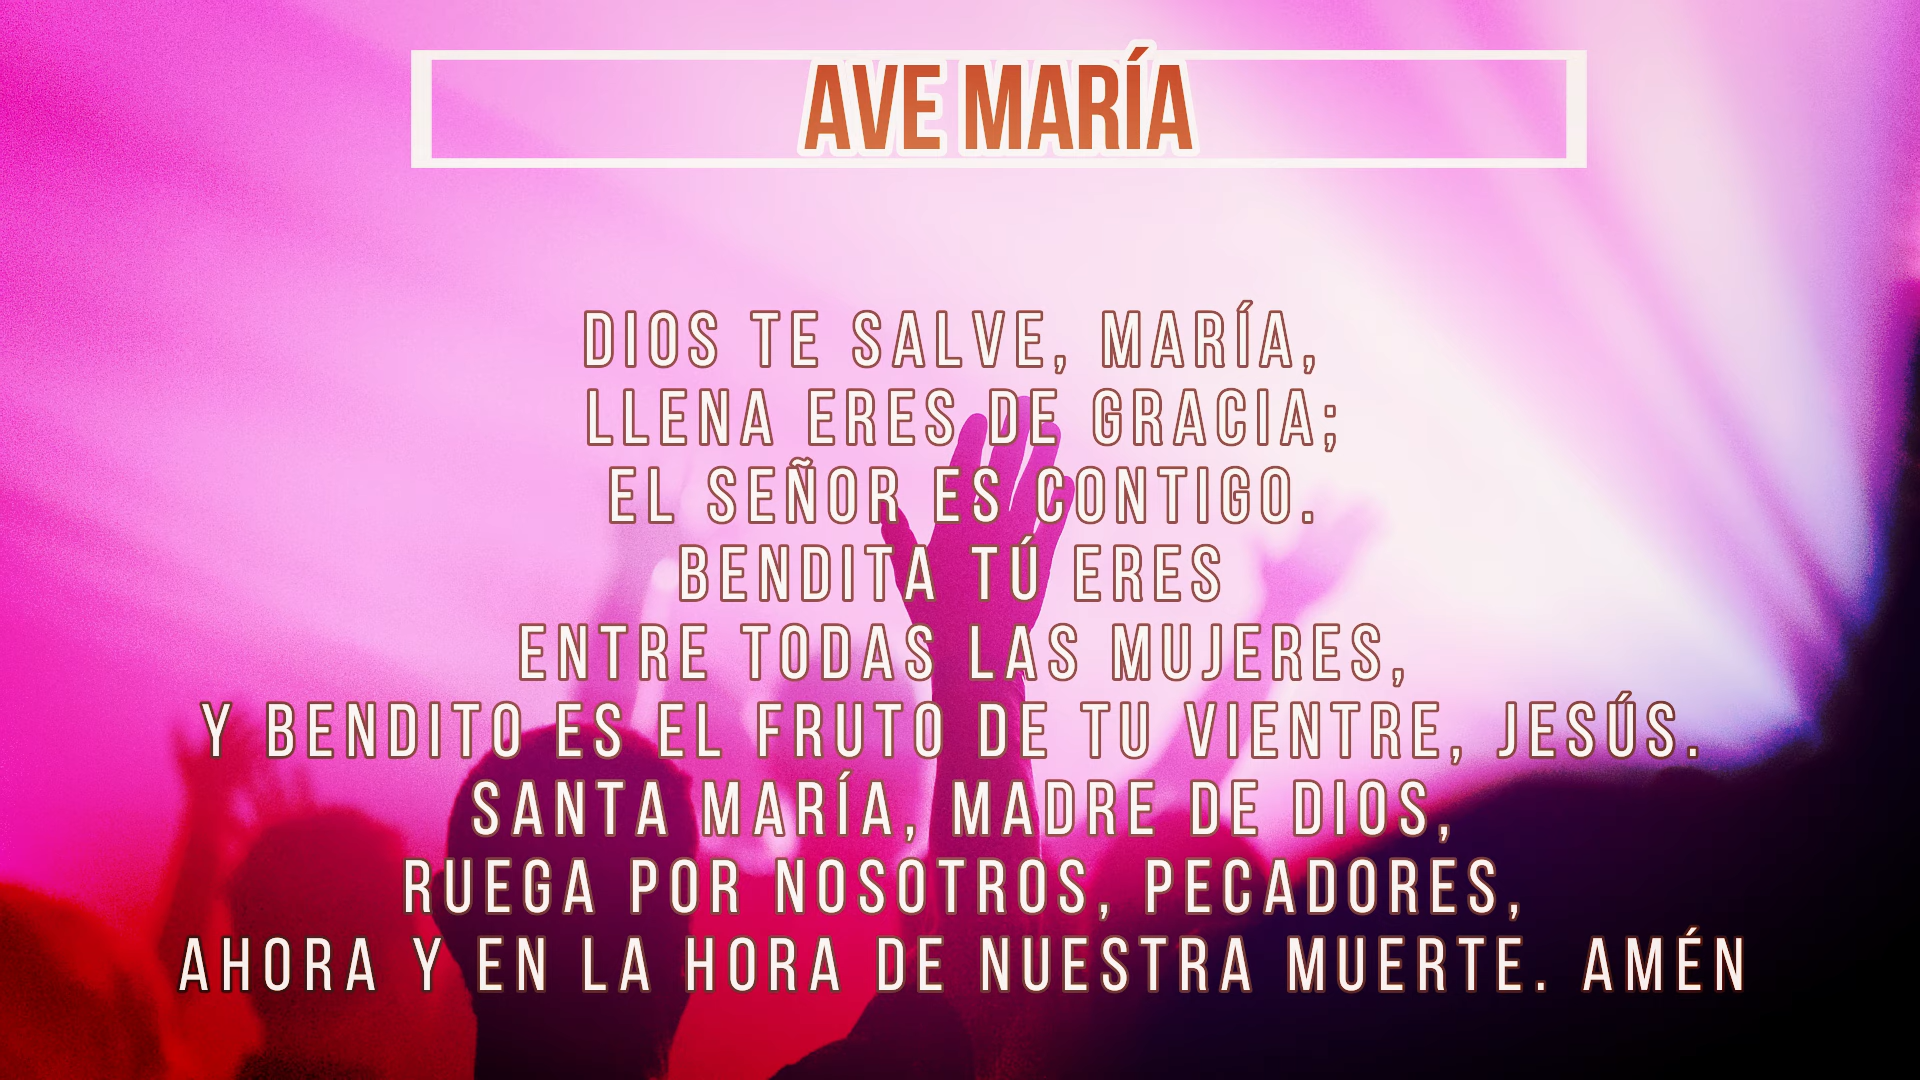 AVE MARÍA
DIOS TE SALVE, MARÍA,
LLENA ERES DE GRACIA;
EL SEÑOR ES CONTIGO.
BENDITA TÚ ERES
ENTRE TODAS LAS MUJERES,
Y BENDITO ES EL FRUTO DE TU VIENTRE, JESÚS.
SANTA MARÍA, MADRE DE DIOS,
RUEGA POR NOSOTROS, PECADORES,
AHORA Y EN LA HORA DE NUESTRA MUERTE. AMÉN